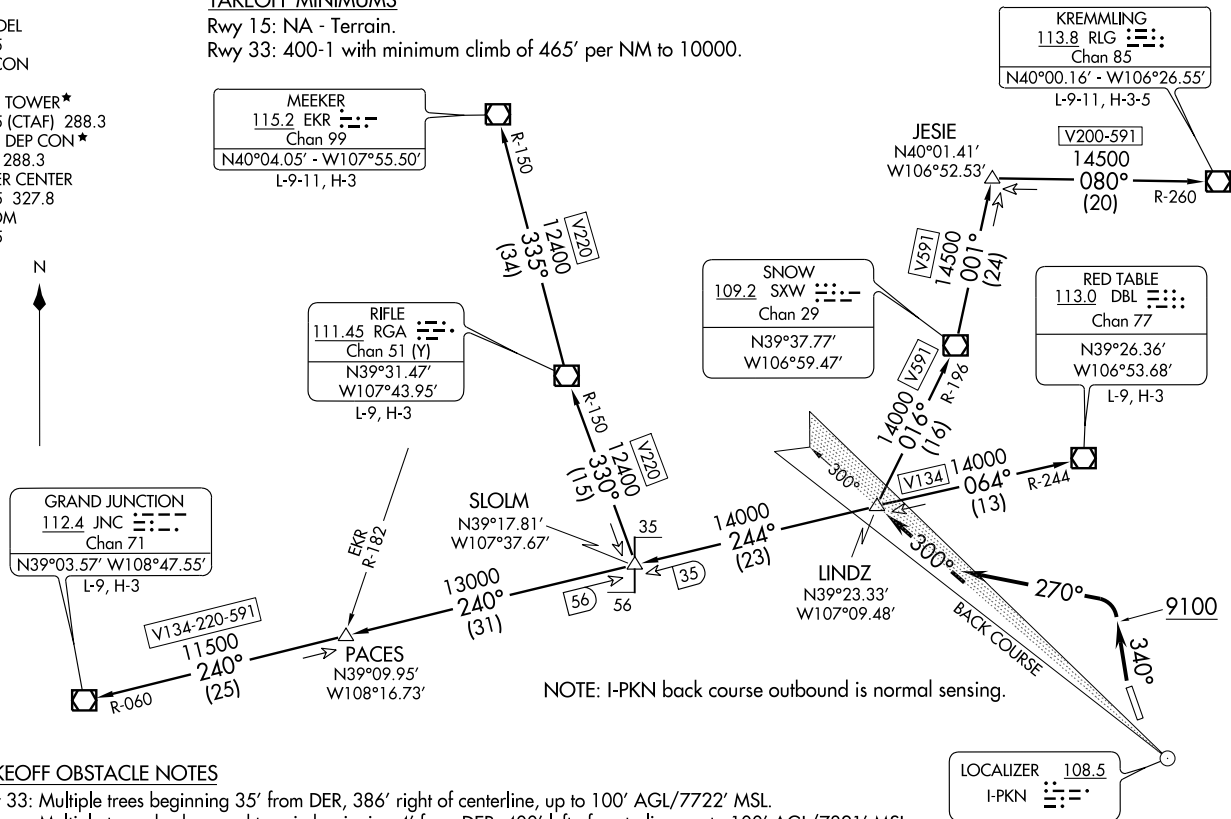 TAKEOFF MINIMUMS
Rwy 15: NA - Terrain.
Rwy 33: 400-1 with minimum climb of 465' per NM to 10000.
DEL
5
CON
TOWER★
5 (CTAF) 288.3
DEP CON★
288.3
ER CENTER
5 327.8
OM
5
N
MEEKER
115.2 EKR
Chan 99
N40°04.05' - W107°55.50'
L-9-11, H-3
R-150
V220
12400
335°
(34)
KREMMLING
113.8 RLG
Chan 85
N40°00.16' - W106°26.55'
L-9-11, H-3-5
JESIE
N40°01.41'
W106°52.53'
V200-591
14500
080°
(20)
R-260
V591
14500
001°
(24)
SNOW
109.2 SXW
Chan 29
N39°37.77'
W106°59.47'
RED TABLE
113.0 DBL
Chan 77
N39°26.36'
W106°53.68'
L-9, H-3
RIFLE
111.45 RGA
Chan 51 (Y)
N39°31.47'
W107°43.95'
L-9, H-3
R-150
V220
12400
330°
(15)
V591
14000
016°
(16)
R-196
V134
14000
064°
(13)
R-244
300°
GRAND JUNCTION
112.4 JNC
Chan 71
N39°03.57' W108°47.55'
L-9, H-3
EKR
R-182
SLOLM
N39°17.81'
W107°37.67'
35
56
56
35
14000
244°
(23)
LINDZ
N39°23.33'
W107°09.48'
300°
270°
9100
340°
BACK COURSE
13000
240°
(31)
V134-220-591
11500
240°
(25)
R-060
PACES
N39°09.95'
W108°16.73'
NOTE: I-PKN back course outbound is normal sensing.
LOCALIZER 108.5
I-PKN
KEOFF OBSTACLE NOTES
33: Multiple trees beginning 35' from DER, 386' right of centerline, up to 100' AGL/7722' MSL.